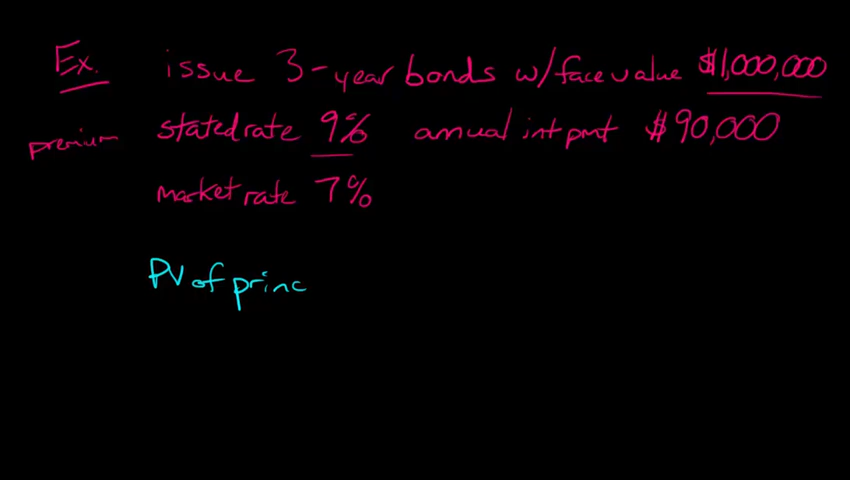 Ex. issue 3-year bonds w/ face value $1,000,000
premium stated rate 9% annual int pmt $90,000
market rate 7%
PV of princ